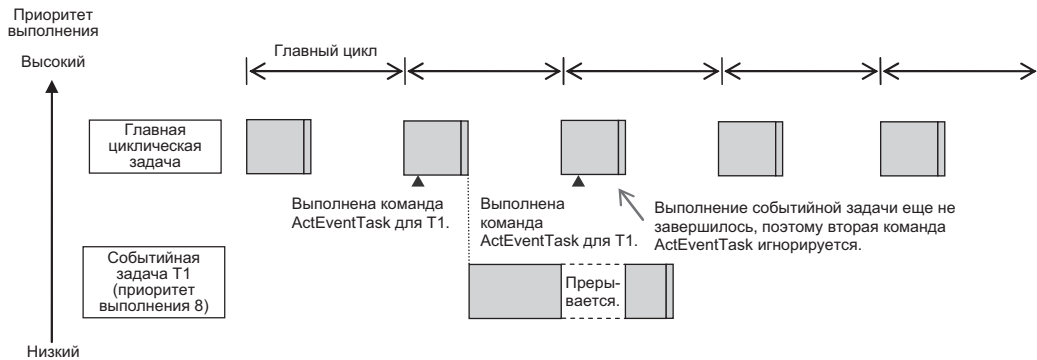 Приоритет
выполнения
Высокий
Главный цикл
Главная
циклическая
задача
Выполнена команда
ActEventTask для T1.
Выполнена
команда
ActEventTask для T1.
Выполнение событийной задачи еще не
завершилось, поэтому вторая команда
ActEventTask игнорируется.
Событийная
задача T1
(приоритет
выполнения 8)
Преры-
вается.
Низкий